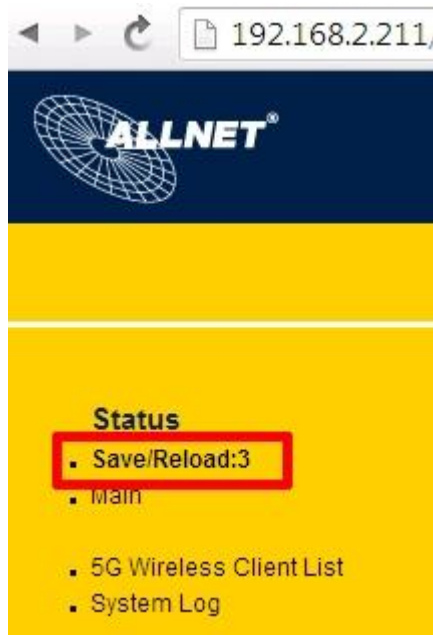 192.168.2.211/
ALLNET®
Status
Save/Reload:3
Main
5G Wireless Client List
System Log